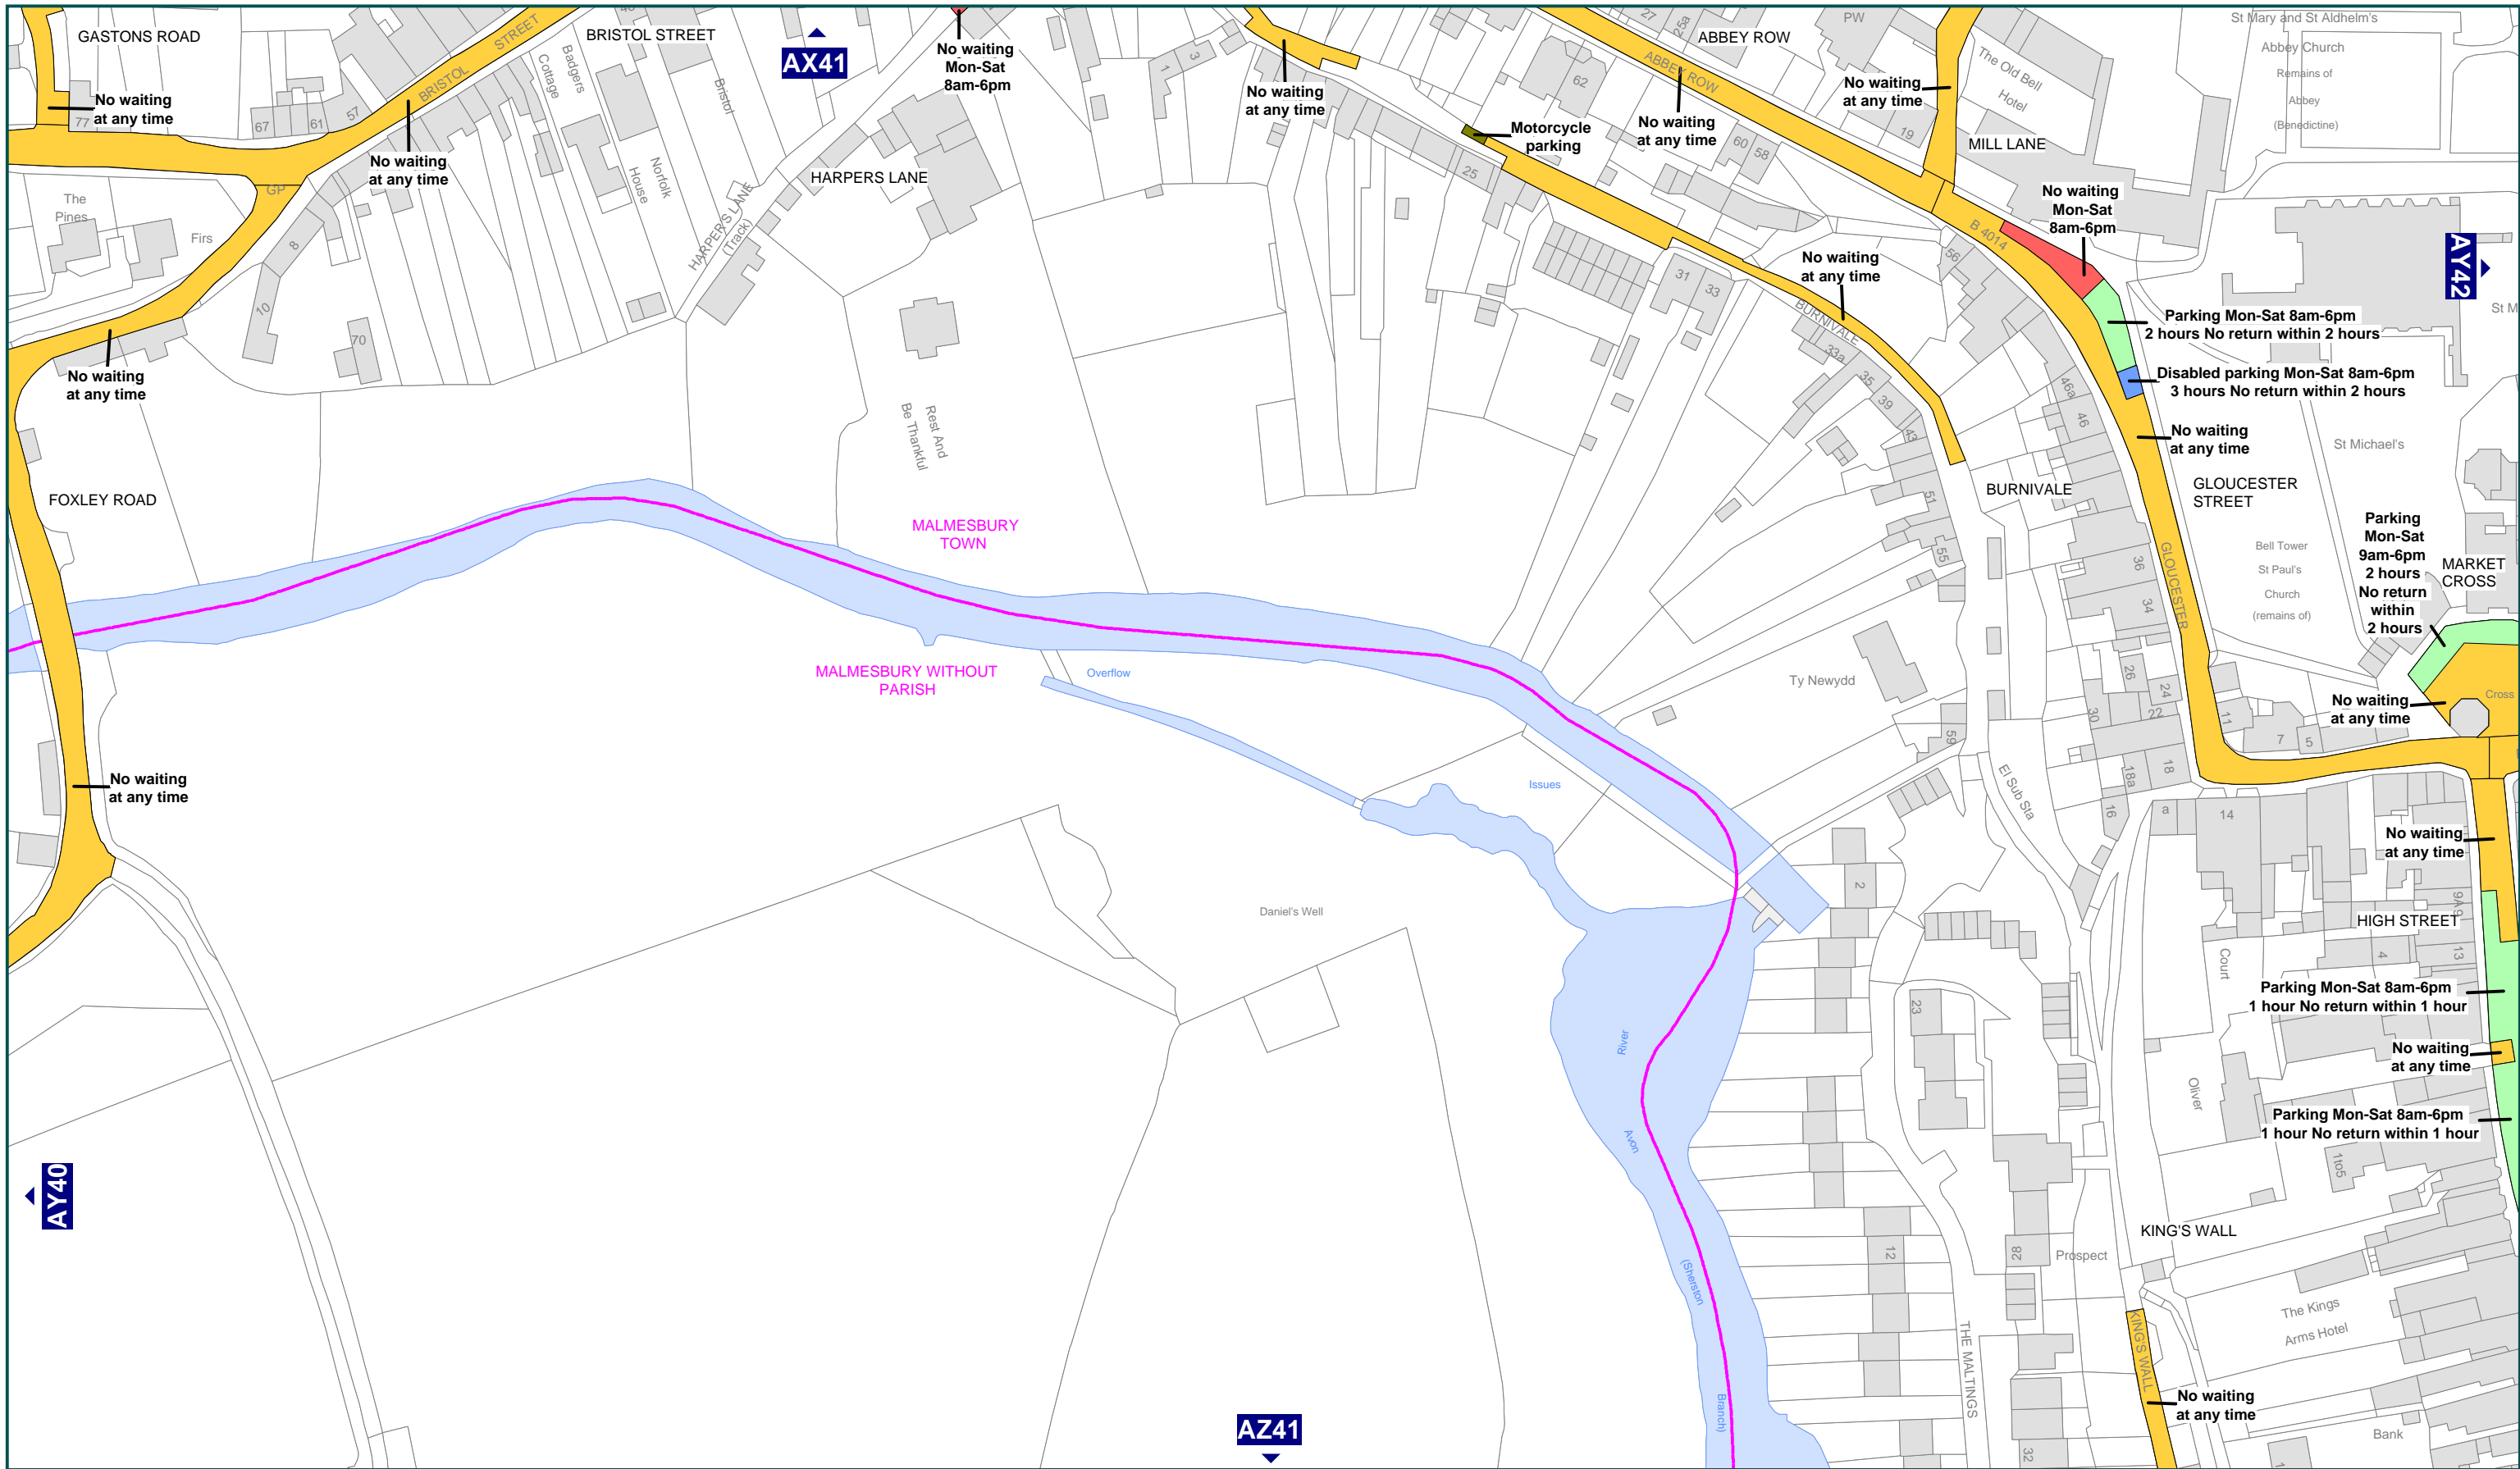 GASTONS ROAD
BRISTOL STREET
STREET
BRISTOL
AX41
No waiting
Mon-Sat
8am-6pm
ABBEY ROW
ABBEY ROW
PW
27
25a
St Mary and St Aldhelm's
Abbey Church
Remains of
Abbey
(Benedictine)
The Old Bell
Hotel
No waiting
at any time
77
67
61
57
Cottage
Badgers
Bristol
Norfolk
House
No waiting
at any time
1
3
No waiting
at any time
62
Motorcycle
parking
No waiting
at any time
60
58
No waiting
at any time
19
MILL LANE
HARPERS LANE
HARPERS LANE
(Track)
25
GP
The
Pines
Firs
8
10
70
No waiting
at any time
No waiting
Mon-Sat
8am-6pm
B 4014
AY42
St M
56
31
33
No waiting
at any time
BURNIVALE
33a
35
39
43
51
55
59
Parking Mon-Sat 8am-6pm
2 hours No return within 2 hours
Disabled parking Mon-Sat 8am-6pm
3 hours No return within 2 hours
No waiting
at any time
46a
46
St Michael's
GLOUCESTER
STREET
BURNIVALE
Rest And
Be Thankful
FOXLEY ROAD
MALMESBURY
TOWN
MALMESBURY WITHOUT
PARISH
Overflow
GLOUCESTER
36
34
26
24
30
22
18a
18
16
Bell Tower
St Paul's
Church
(remains of)
Parking
Mon-Sat
9am-6pm
2 hours
No return
within
2 hours
MARKET
CROSS
Cross
No waiting
at any time
11
7
5
Ty Newydd
El Sub Sta
Issues
No waiting
at any time
a
14
No waiting
at any time
9A9
HIGH STREET
13
4
Court
Oliver
2
Daniel's Well
23
Parking Mon-Sat 8am-6pm
1 hour No return within 1 hour
No waiting
at any time
Parking Mon-Sat 8am-6pm
1 hour No return within 1 hour
1to5
River
Avon
(Sherston
Branch)
AY40
KING'S WALL
12
28
Prospect
The Kings
Arms Hotel
KING'S WALL
THE MALTINGS
No waiting
at any time
Bank
32
1
AZ41